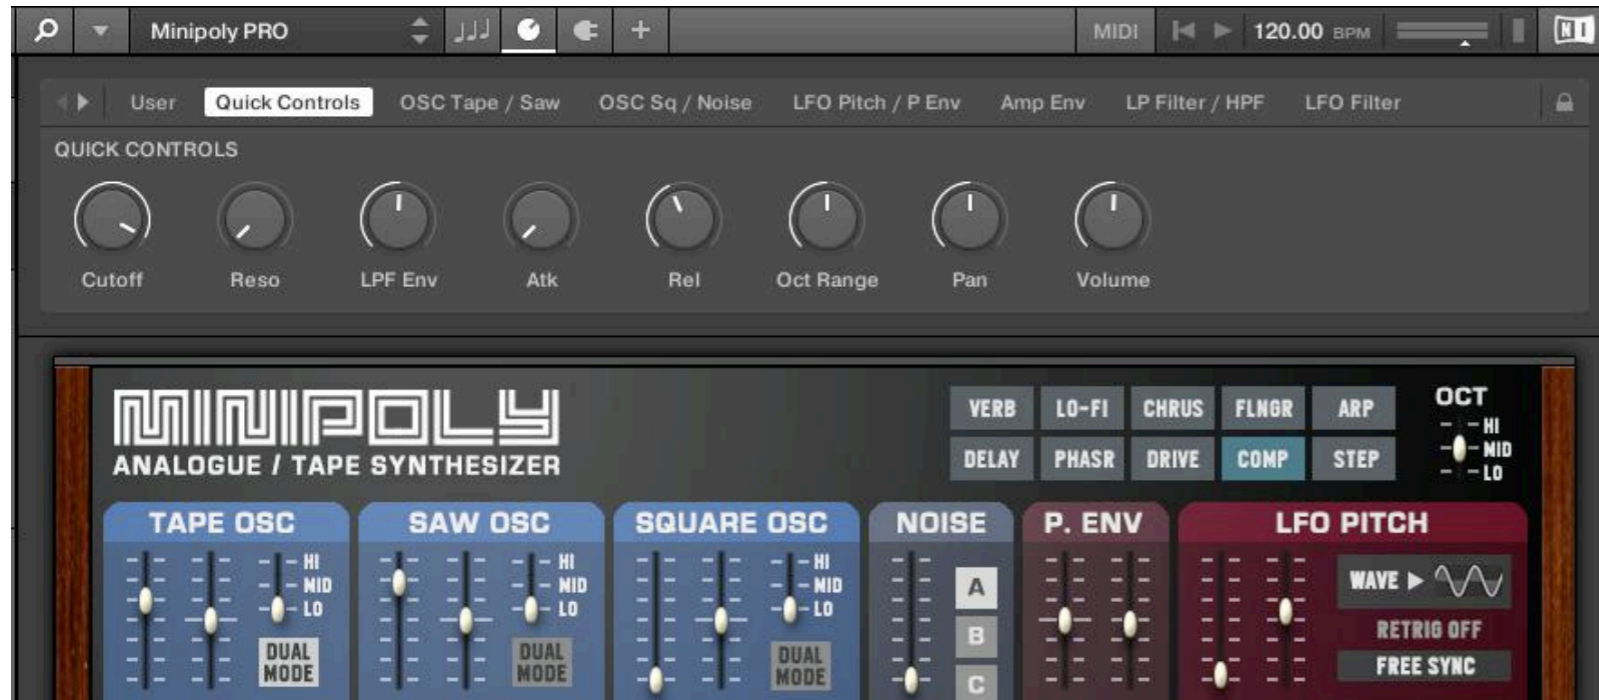 Minipoly PRO
MIDI
120.00 BPM
NI
User
Quick Controls
OSC Tape / Saw
OSC Sq / Noise
LFO Pitch / P Env
Amp Env
LP Filter / HPF
LFO Filter
QUICK CONTROLS
Cutoff
Reso
LPF Env
Atk
Rel
Oct Range
Pan
Volume
MINIPOLY
ANALOGUE / TAPE SYNTHESIZER
VERB
LO-FI
CHRUS
FLNGR
ARP
DELAY
PHASR
DRIVE
COMP
STEP
OCT
HI
MID
LO
TAPE OSC
HI
MID
LO
DUAL
MODE
SAW OSC
HI
MID
LO
DUAL
MODE
SQUARE OSC
HI
MID
LO
DUAL
MODE
NOISE
A
B
C
P. ENV
LFO PITCH
WAVE
RETRIG OFF
FREE SYNC